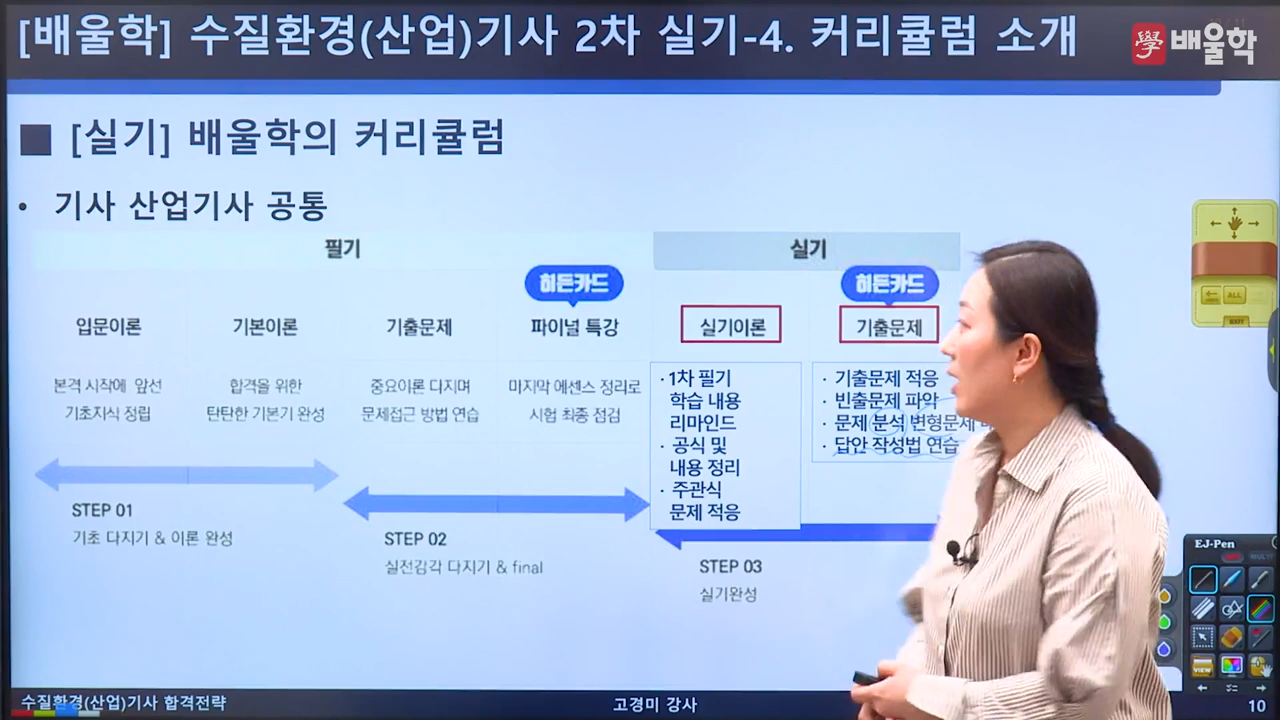 [배울학] 수질환경(산업)기사 2차 실기-4. 커리큘럼 소개
學 배울학
■ [실기] 배울학의 커리큘럼
• 기사 산업기사 공통
필기
실기
히든카드
히든카드
입문이론
기본이론
기출문제
파이널 특강
실기이론
기출문제
본격 시작에 앞선
기초지식 정립
합격을 위한
탄탄한 기본기 완성
중요이론 다지며
문제접근 방법 연습
마지막 에센스 정리로
시험 최종 점검
· 1차 필기
학습 내용
리마인드
· 공식 및
내용 정리
· 주관식
문제 적응
· 기출문제 적응
· 빈출문제 파악
· 문제 분석 변형문제
· 답안 작성법 연습
STEP 01
기초 다지기 & 이론 완성
STEP 02
실전감각 다지기 & final
STEP 03
실기완성
ALL
EXIT
EJ-Pen
VIEW
수질환경(산업)기사 합격전략
고경미 강사
10